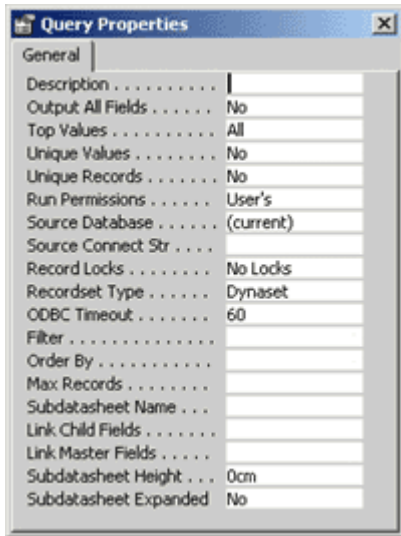 Query Properties
General
Description . . . . . . . . . .
Output All Fields . . . . . . No
Top Values . . . . . . . . . . All
Unique Values . . . . . . . No
Unique Records . . . . . . . No
Run Permissions . . . . . . User's
Source Database . . . . . . (current)
Source Connect Str . . . .
Record Locks . . . . . . . . No Locks
Recordset Type . . . . . . Dynaset
ODBC Timeout . . . . . . . 60
Filter . . . . . . . . . . . . . .
Order By . . . . . . . . . . .
Max Records . . . . . . . .
Subdatasheet Name . . .
Link Child Fields . . . . . . .
Link Master Fields . . . . .
Subdatasheet Height . . . 0cm
Subdatasheet Expanded No